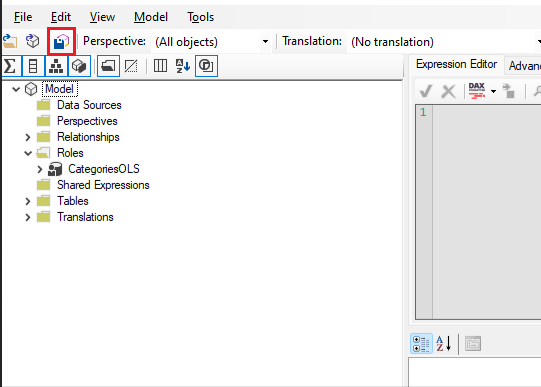 File Edit View Model Tools
Perspective: (All objects) Translation: (No translation)
Expression Editor Advan
DAX
1
Model
Data Sources
Perspectives
Relationships
Roles
CategoriesOLS
Shared Expressions
Tables
Translations